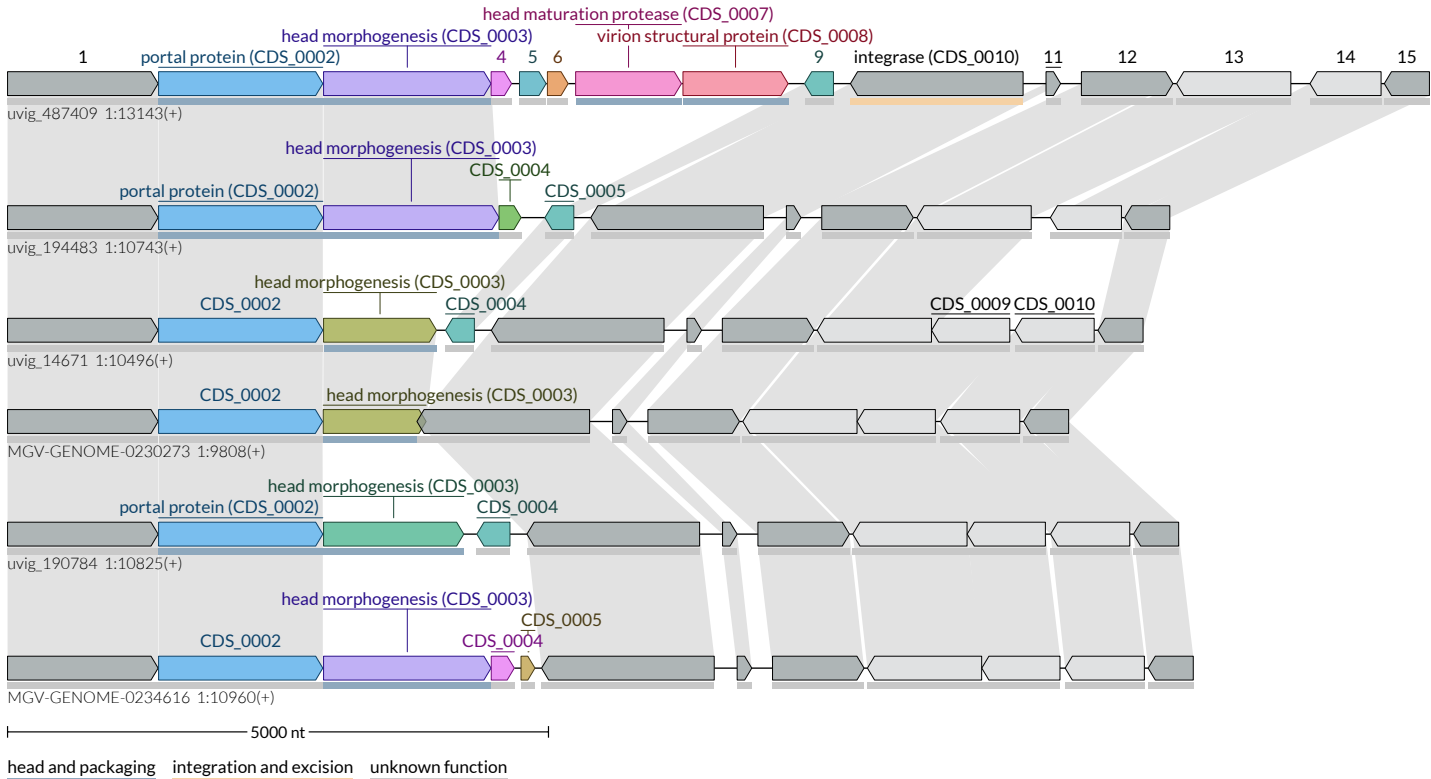 head maturation protease (CDS_0007)
head morphogenesis (CDS_0003) virion structural protein (CDS_0008)
1 portal protein (CDS_0002) 4 5 6 9 integrase (CDS_0010) 11 12 13 14 15
uvig_487409 1:13143(+)
head morphogenesis (CDS_0003)
CDS_0004
portal protein (CDS_0002) CDS_0005
uvig_194483 1:10743(+)
head morphogenesis (CDS_0003)
CDS_0002 CDS_0004 CDS_0009 CDS_0010
uvig_14671 1:10496(+)
CDS_0002 head morphogenesis (CDS_0003)
MGV-GENOME-0230273 1:9808(+)
head morphogenesis (CDS_0003)
portal protein (CDS_0002) CDS_0004
uvig_190784 1:10825(+)
head morphogenesis (CDS_0003)
CDS_0005
CDS_0002 CDS_0004
MGV-GENOME-0234616 1:10960(+)
5000 nt
head and packaging integration and excision unknown function